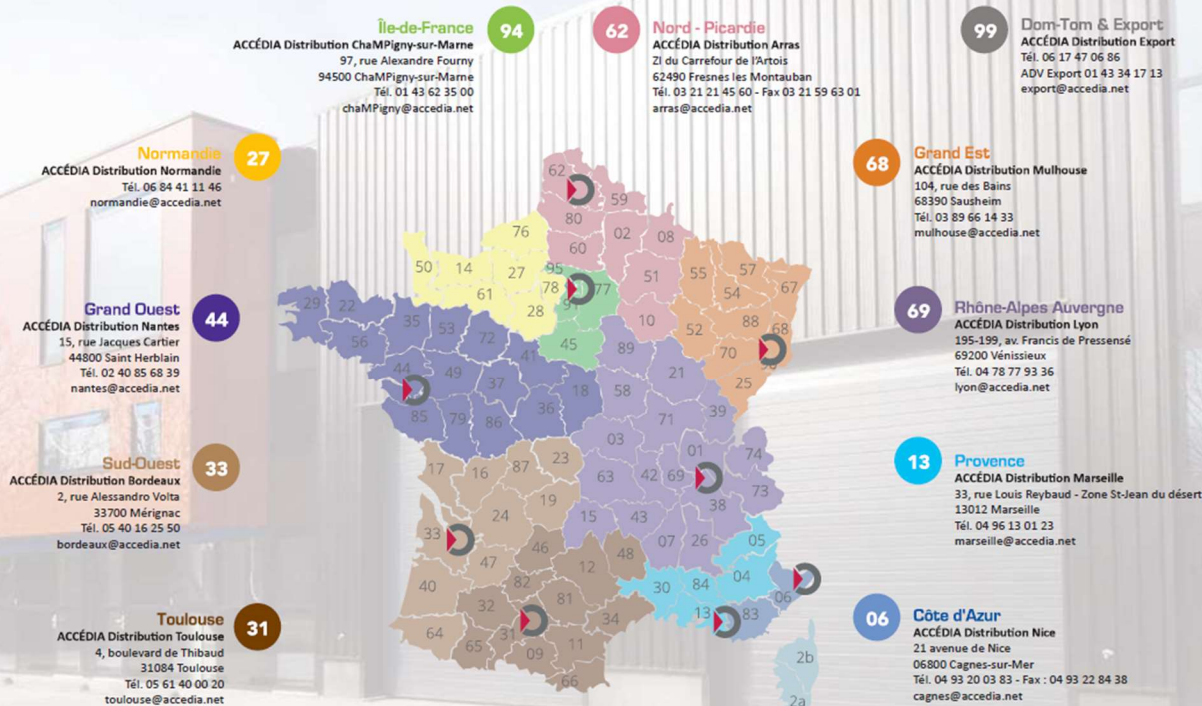 Île-de-France
94
ACCÉDIA Distribution ChaMPigny-sur-Marne
97, rue Alexandre Fourny
94500 ChaMPigny-sur-Marne
Tél. 01 43 62 35 00
chaMPigny@accedia.net
62
Nord - Picardie
ACCÉDIA Distribution Arras
ZI du Carrefour de l'Artois
62490 Fresnes les Montauban
Tél. 03 21 21 45 60 - Fax 03 21 59 63 01
arras@accedia.net
99
Dom-Tom & Export
ACCÉDIA Distribution Export
Tél. 06 17 47 06 86
ADV Export 01 43 34 17 13
export@accedia.net
Normandie
27
ACCÉDIA Distribution Normandie
Tél. 06 84 41 11 46
normandie@accedia.net
68
Grand Est
ACCÉDIA Distribution Mulhouse
104, rue des Bains
68390 Sausheim
Tél. 03 89 66 14 33
mulhouse@accedia.net
Grand Ouest
44
ACCÉDIA Distribution Nantes
15, rue Jacques Cartier
44800 Saint Herblain
Tél. 02 40 85 68 39
nantes@accedia.net
69
Rhône-Alpes Auvergne
ACCÉDIA Distribution Lyon
195-199, av. Francis de Pressensé
69200 Vénissieux
Tél. 04 78 77 93 36
lyon@accedia.net
Sud-Ouest
33
ACCÉDIA Distribution Bordeaux
2, rue Alessandro Volta
33700 Mérignac
Tél. 05 40 16 25 50
bordeaux@accedia.net
13
Provence
ACCÉDIA Distribution Marseille
33, rue Louis Reybaud - Zone St-Jean du désert
13012 Marseille
Tél. 04 96 13 01 23
marseille@accedia.net
Toulouse
31
ACCÉDIA Distribution Toulouse
4, boulevard de Thibaud
31084 Toulouse
Tél. 05 61 40 00 20
toulouse@accedia.net
06
Côte d'Azur
ACCÉDIA Distribution Nice
21 avenue de Nice
06800 Cagnes-sur-Mer
Tél. 04 93 20 03 83 - Fax : 04 93 22 84 38
cagnes@accedia.net
62
59
80
76
02
08
60
50
14
27
95
55
57
78
77
51
54
67
61
91
29
22
28
10
35
53
52
88
68
56
72
45
89
41
70
44
49
21
25
37
58
18
85
79
86
36
39
71
03
17
16
87
23
01
74
63
42
69
73
19
38
24
15
43
33
07
26
05
46
48
47
12
40
82
30
84
04
06
32
81
34
13
83
64
31
65
09
11
66
2b
2a